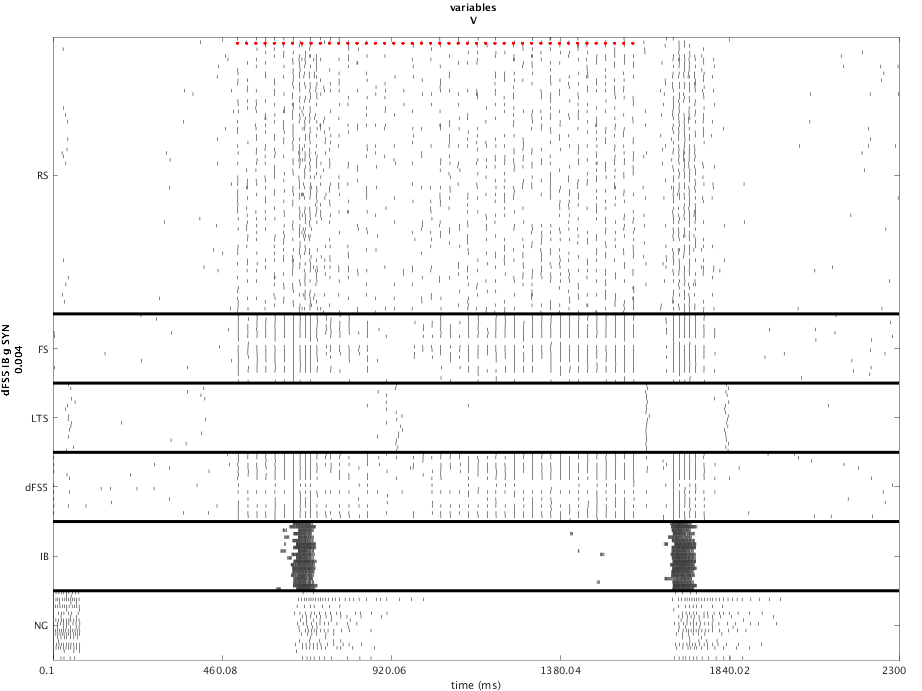 variables
V
RS
FS
LTS
dFS5
IB
NG
dFS5 IB g SYN
0.004
0.1
460.08
920.06
1380.04
1840.02
2300
time (ms)